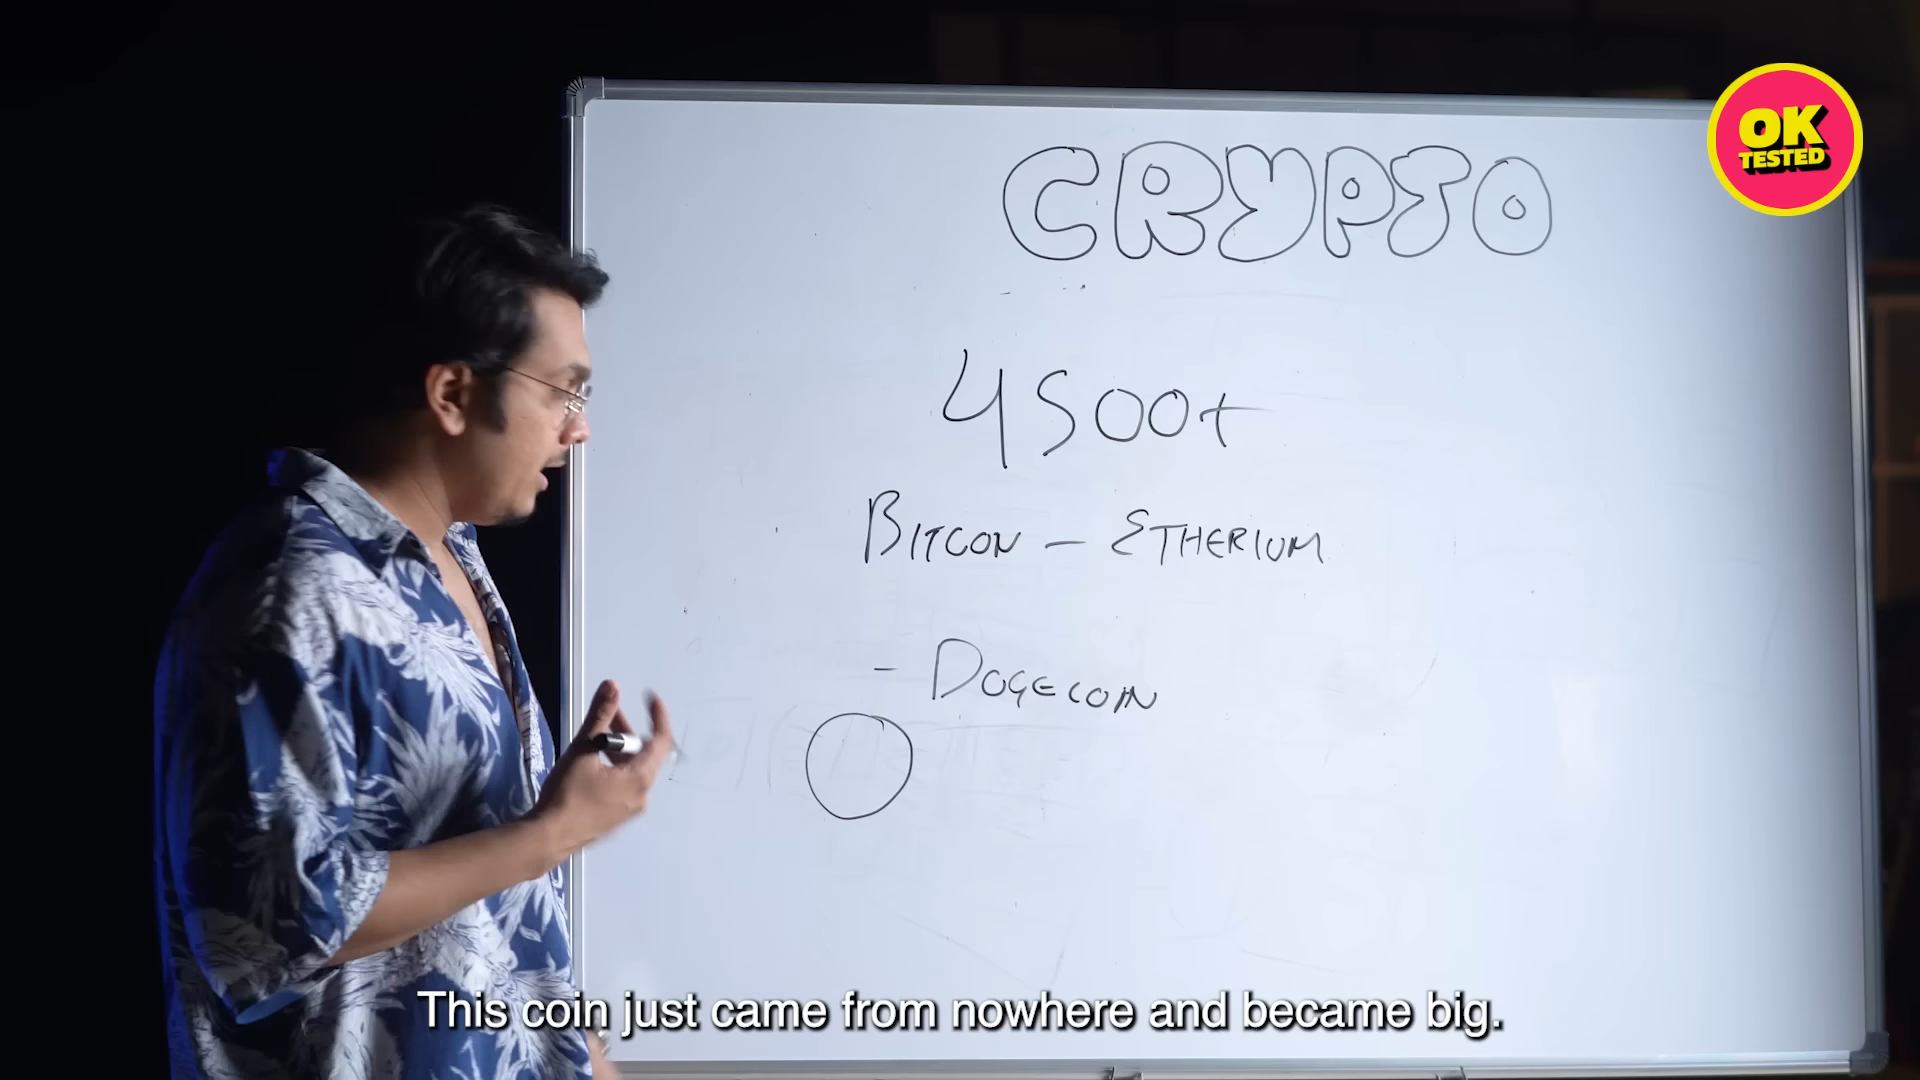 OK
TESTED
CRYPTO
4500+
BITCON - ETHERIUM
- DOGECOIN
This coin just came from nowhere and became big.